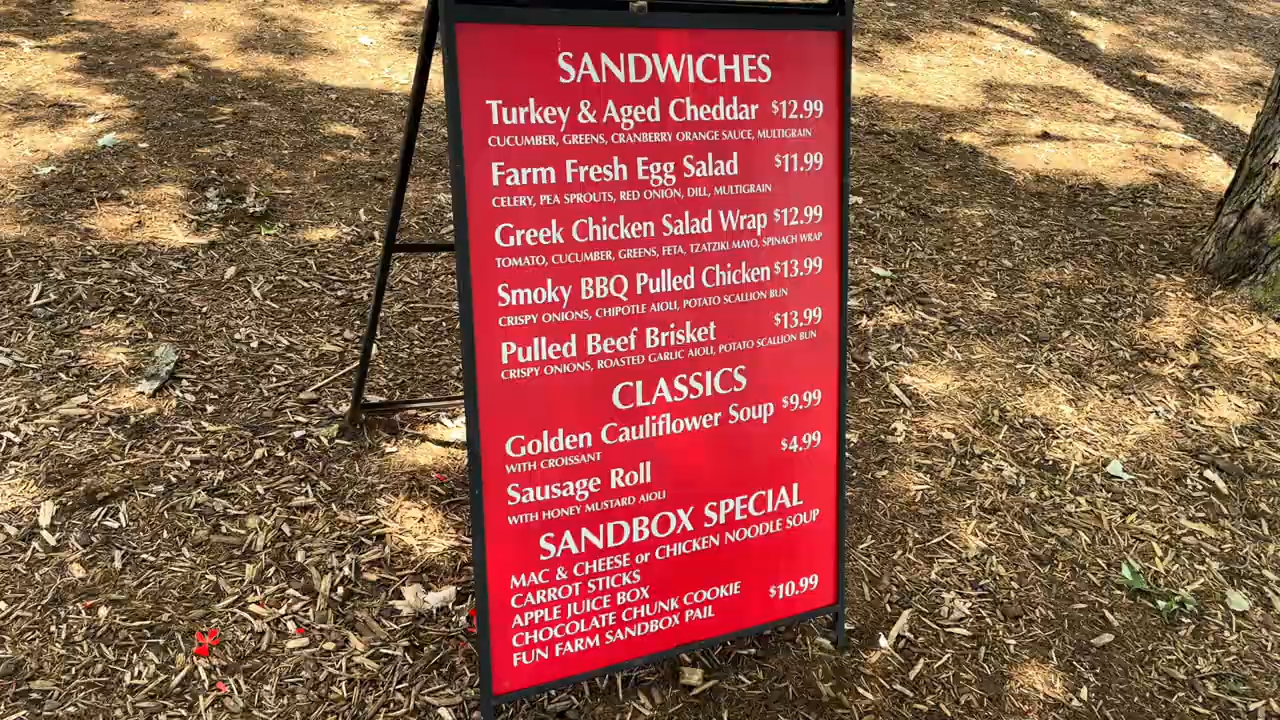 SANDWICHES
Turkey & Aged Cheddar $12.99
CUCUMBER, GREENS, CRANBERRY ORANGE SAUCE, MULTIGRAIN
Farm Fresh Egg Salad $11.99
CELERY, PEA SPROUTS, RED ONION, DILL, MULTIGRAIN
Greek Chicken Salad Wrap $12.99
TOMATO, CUCUMBER, GREENS, FETA, TZATZIKI MAYO, SPINACH WRAP
Smoky BBQ Pulled Chicken $13.99
CRISPY ONIONS, CHIPOTLE AIOLI, POTATO SCALLION BUN
Pulled Beef Brisket $13.99
CRISPY ONIONS, ROASTED GARLIC AIOLI, POTATO SCALLION BUN
CLASSICS
Golden Cauliflower Soup $9.99
WITH CROISSANT
Sausage Roll $4.99
WITH HONEY MUSTARD AIOLI
SANDBOX SPECIAL
MAC & CHEESE or CHICKEN NOODLE SOUP
CARROT STICKS
APPLE JUICE BOX
CHOCOLATE CHUNK COOKIE $10.99
FUN FARM SANDBOX PAIL